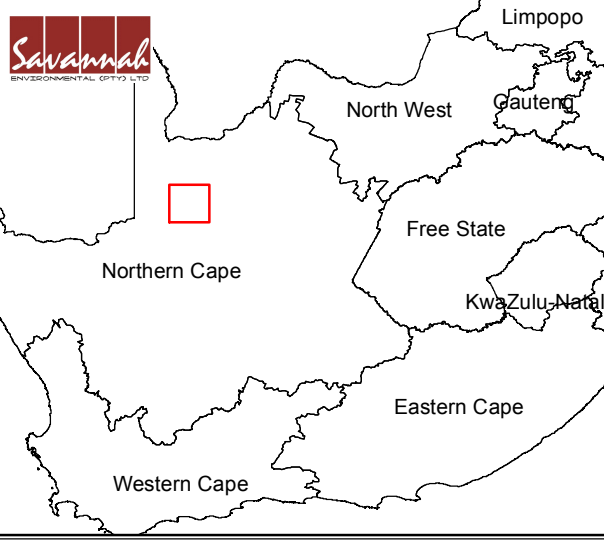 Limpopo
Savannah
ENVIRONMENTAL (PTY) LTD
North West
Gauteng
Free State
Northern Cape
KwaZulu-Natal
Eastern Cape
Western Cape